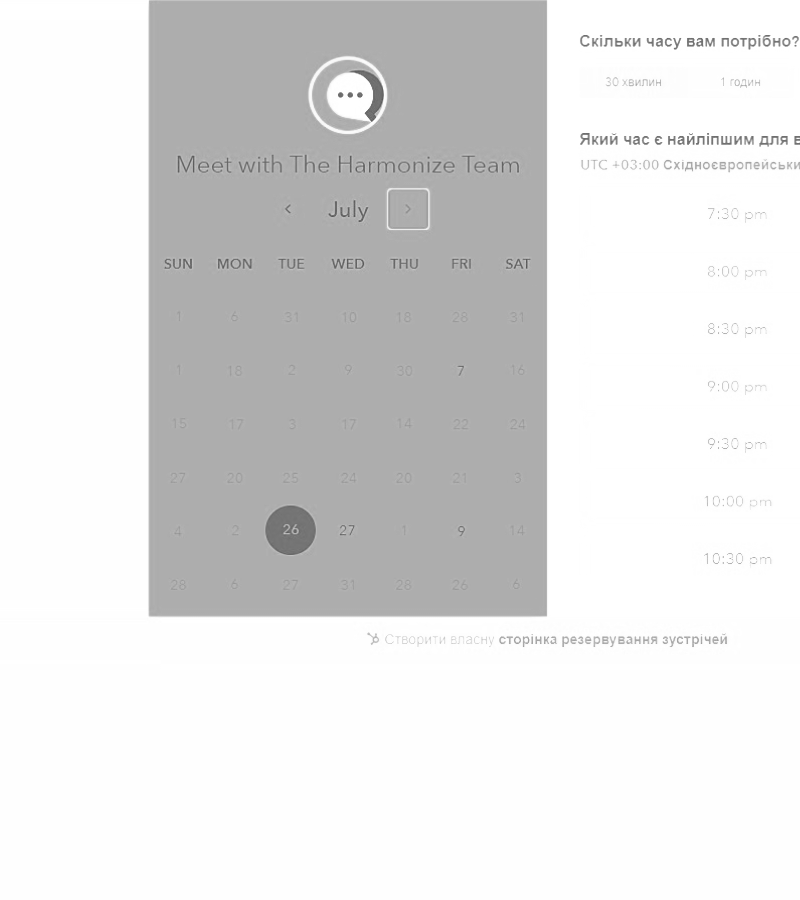 Meet with The Harmonize Team
July
SUN MON TUE WED THU FRI SAT
1 6 31 10 18 28 31
1 18 2 9 30 7 16
15 17 3 17 14 22 24
27 20 25 24 20 21 3
4 2 26 27 1 9 14
28 6 27 31 28 26 6
Скільки часу вам потрібно?
30 хвилин 1 годин
Який час є найліпшим для в
UTC +03:00 Східноєвропейськи
7:30 pm
8:00 pm
8:30 pm
9:00 pm
9:30 pm
10:00 pm
10:30 pm
Створити власну сторінка резервування зустрічей